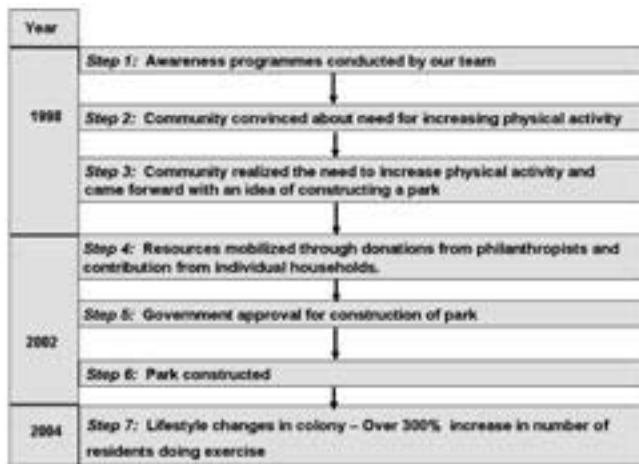 Year
1998
Step 1: Awareness programmes conducted by our team
Step 2: Community convinced about need for increasing physical activity
Step 3: Community realized the need to increase physical activity and
came forward with an idea of constructing a park
2002
Step 4: Resources mobilized through donations from philanthropists and
contribution from individual households.
Step 5: Government approval for construction of park
Step 6: Park constructed
2004
Step 7: Lifestyle changes in colony – Over 300% increase in number of
residents doing exercise